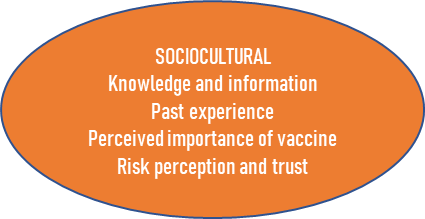 SOCIOCULTURAL
Knowledge and information
Past experience
Perceived importance of vaccine
Risk perception and trust